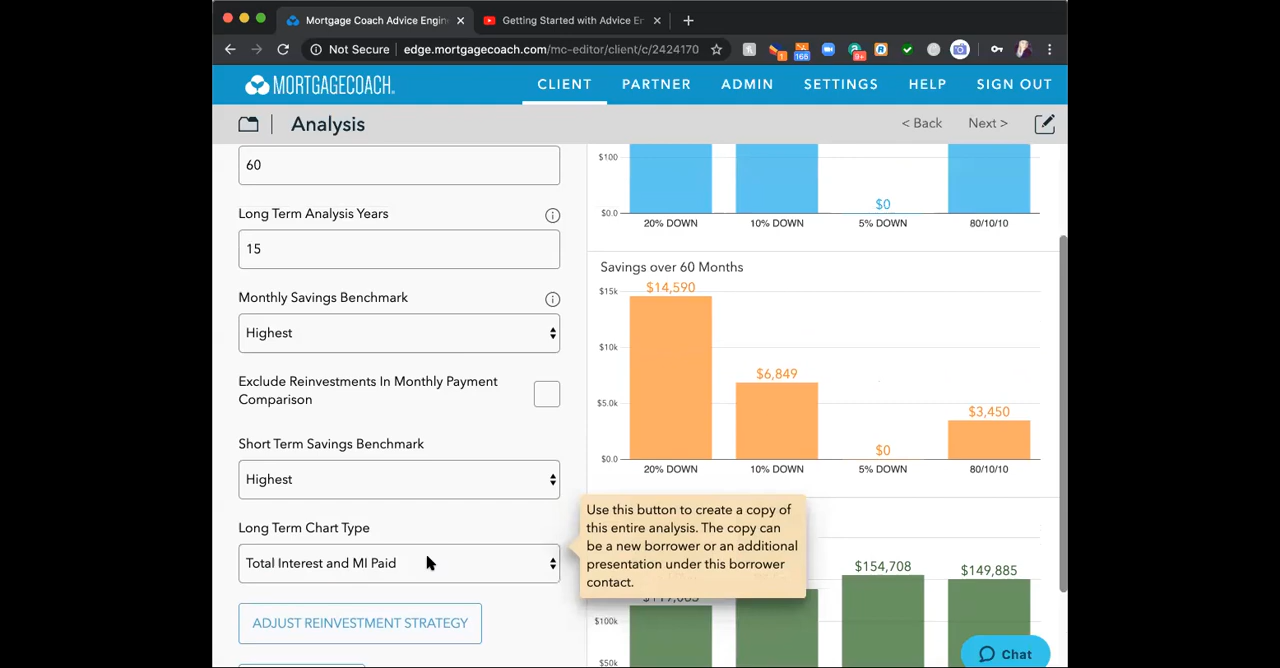 Mortgage Coach Advice Engin
Getting Started with Advice Er
Not Secure
edge.mortgagecoach.com/mc-editor/client/c/2424170
1
166
9+
MORTGAGECOACH.
CLIENT
PARTNER
ADMIN
SETTINGS
HELP
SIGN OUT
Analysis
< Back
Next >
60
Long Term Analysis Years
15
Monthly Savings Benchmark
Highest
Exclude Reinvestments In Monthly Payment
Comparison
Short Term Savings Benchmark
Highest
Long Term Chart Type
Total Interest and MI Paid
ADJUST REINVESTMENT STRATEGY
$100
$0.0
$0
20% DOWN
10% DOWN
5% DOWN
80/10/10
Savings over 60 Months
$15k
$14,590
$10k
$6,849
$5.0k
$3,450
$0.0
$0
20% DOWN
10% DOWN
5% DOWN
80/10/10
Use this button to create a copy of
this entire analysis. The copy can
be a new borrower or an additional
presentation under this borrower
contact.
$154,708
$149,885
$100k
$50k
Chat